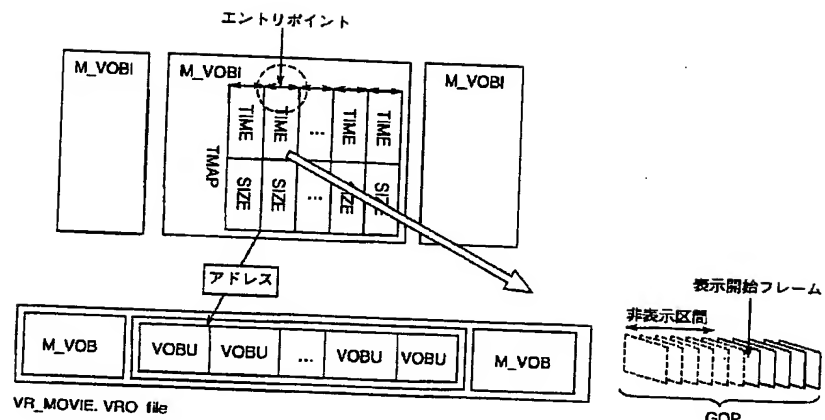 エントリポイント
M_VOBI
M_VOBI
M_VOBI
TIME
TIME
...
TIME
TIME
TMAP
SIZE
SIZE
...
SIZE
SIZE
アドレス
表示開始フレーム
非表示区間
M_VOB
VOBU
VOBU
...
VOBU
VOBU
M_VOB
VR_MOVIE. VRO file
GOP